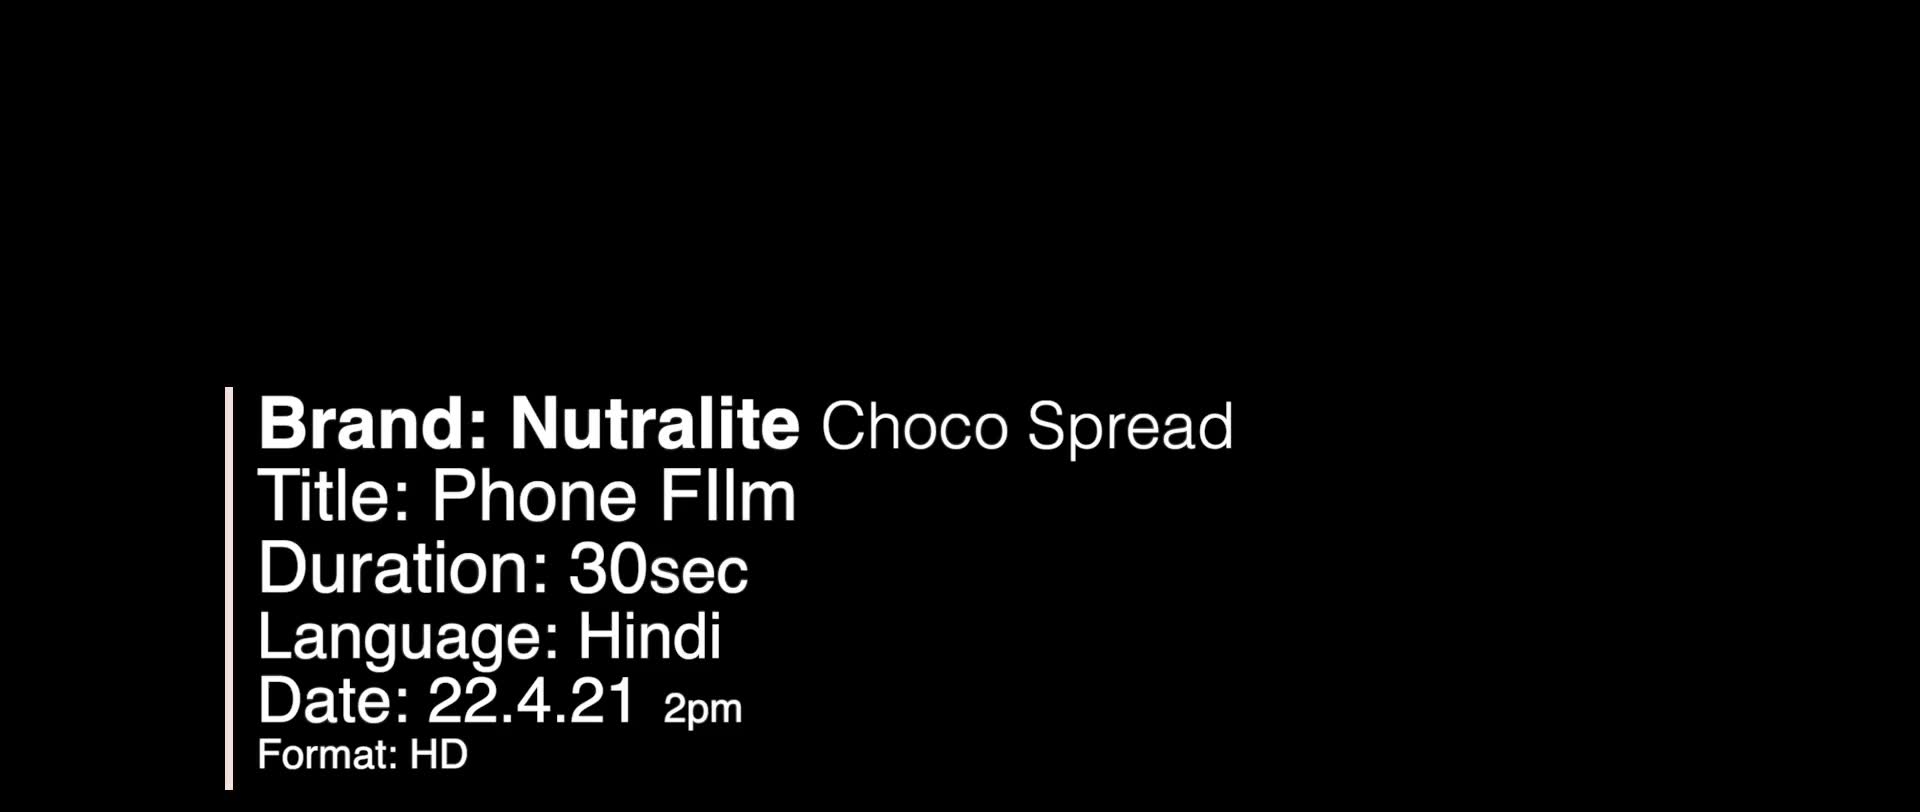 Brand: Nutralite Choco Spread
Title: Phone FIlm
Duration: 30sec
Language: Hindi
Date: 22.4.21 2pm
Format: HD